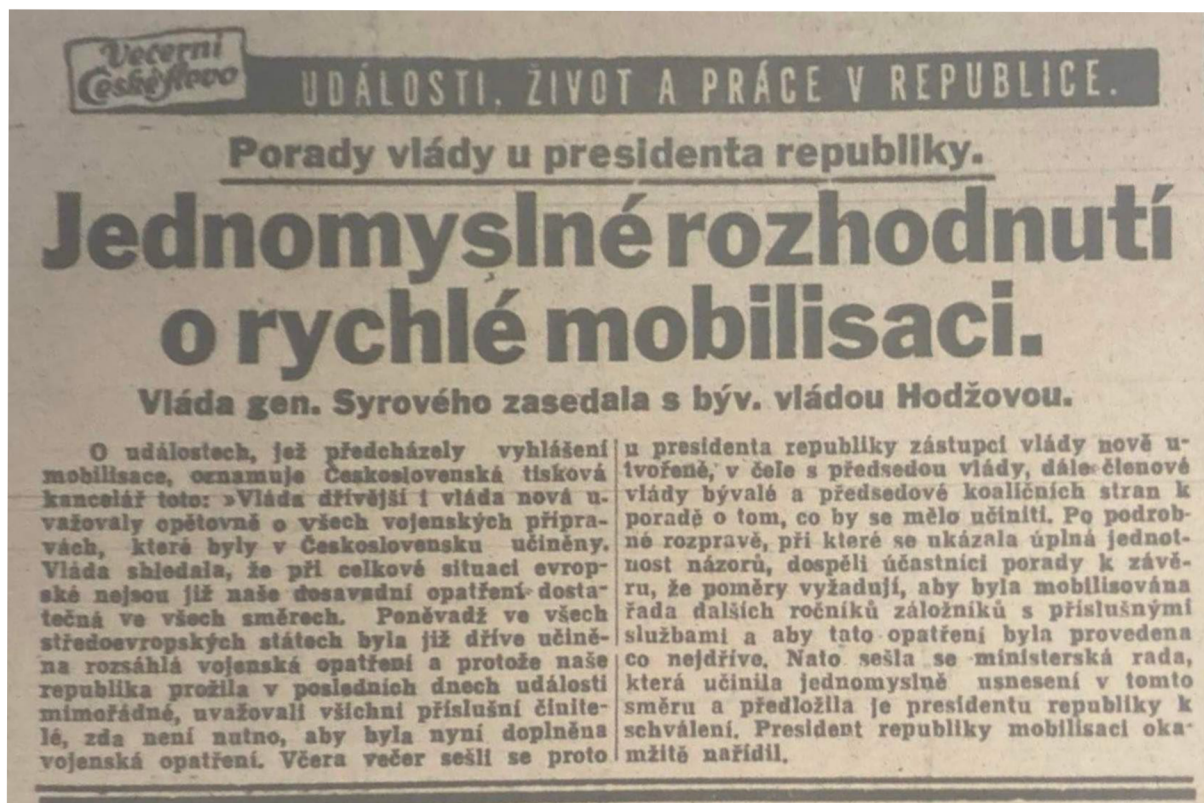 Večerní
České slovo
UDÁLOSTI, ŽIVOT A PRÁCE V REPUBLICE.
Porady vlády u presidenta republiky.
Jednomyslné rozhodnutí
o rychlé mobilisaci.
Vláda gen. Syrového zasedala s býv. vládou Hodžovou.
O událostech, jež předcházely vyhlášení
mobilisace, oznamuje Československá tisková
kancelář toto: »Vláda dřívější i vláda nová u-
važovaly opětovně o všech vojenských přípra-
vách, které byly v Československu učiněny.
Vláda shledala, že při celkové situaci evrop-
ské nejsou již naše dosavadní opatření dosta-
tečná ve všech směrech. Poněvadž ve všech
středoevropských státech byla již dříve učině-
na rozsáhlá vojenská opatření a protože naše
republika prožila v posledních dnech události
mimořádné, uvažovali všichni příslušní činite-
lé, zda není nutno, aby byla nyní doplněna
vojenská opatření. Včera večer sešli se proto
u presidenta republiky zástupci vlády nově u-
tvořené, v čele s předsedou vlády, dále členové
vlády bývalé a předsedové koaličních stran k
poradě o tom, co by se mělo učiniti. Po podrob-
né rozpravě, při které se ukázala úplná jednot-
nost názorů, dospěli účastníci porady k závě-
ru, že poměry vyžadují, aby byla mobilisována
řada dalších ročníků záložníků s příslušnými
službami a aby tato opatření byla provedena
co nejdříve. Nato sešla se ministerská rada,
která učinila jednomyslně usnesení v tomto
směru a předložila je presidentu republiky k
schválení. President republiky mobilisaci oka-
mžitě nařídil.